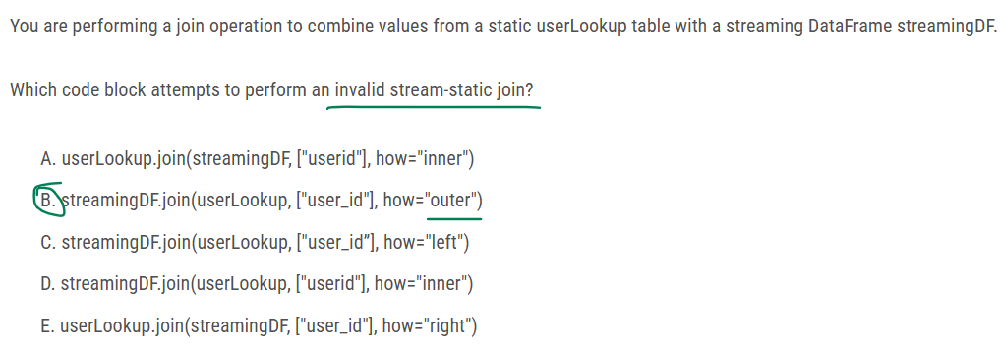 You are performing a join operation to combine values from a static userLookup table with a streaming DataFrame streamingDF.
Which code block attempts to perform an invalid stream-static join?
A. userLookup.join(streamingDF, ["userid"], how="inner")
B. streamingDF.join(userLookup, ["user_id"], how="outer")
C. streamingDF.join(userLookup, ["user_id”], how="left")
D. streamingDF.join(userLookup, ["userid"], how="inner")
E. userLookup.join(streamingDF, ["user_id"], how="right")